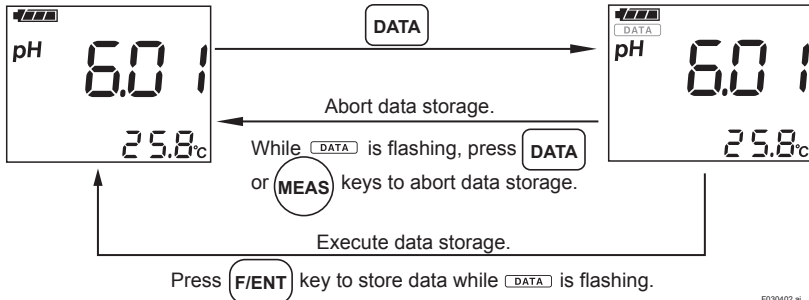 pH 6.01
25.8°C
DATA
DATA
pH 6.01
25.8°C
Abort data storage.
While DATA is flashing, press DATA
or MEAS keys to abort data storage.
Execute data storage.
Press F/ENT key to store data while DATA is flashing.
F030402.ai